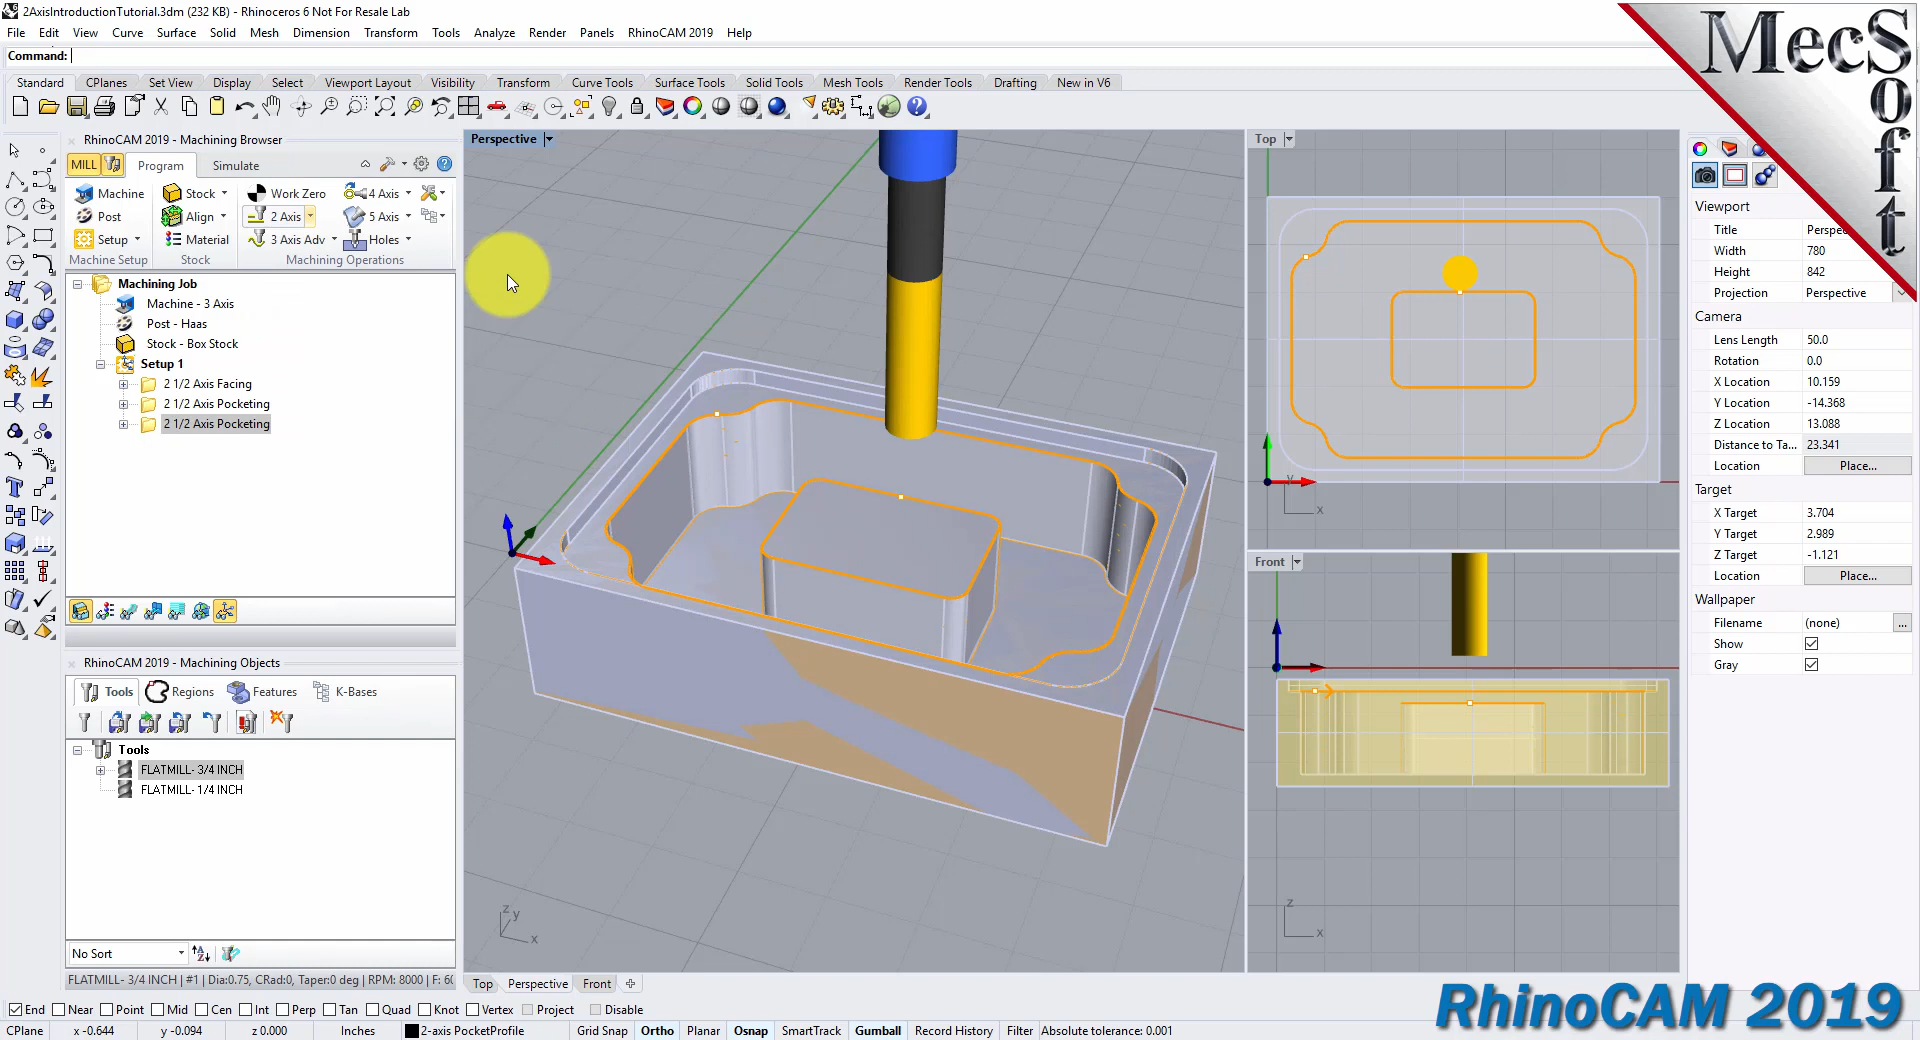 2AxisIntroductionTutorial.3dm (232 KB) - Rhinoceros 6 Not For Resale Lab
File Edit View Curve Surface Solid Mesh Dimension Transform Tools Analyze Render Panels RhinoCAM 2019 Help
Command:
Standard CPlanes Set View Display Select Viewport Layout Visibility Transform Curve Tools Surface Tools Solid Tools Mesh Tools Render Tools Drafting New in V6
MecSoft
RhinoCAM 2019 - Machining Browser
MILL Program Simulate
Machine Stock Work Zero 4 Axis
Post Align 2 Axis 5 Axis
Setup Material 3 Axis Adv Holes
Machine Setup Stock Machining Operations
Machining Job
Machine - 3 Axis
Post - Haas
Stock - Box Stock
Setup 1
2 1/2 Axis Facing
2 1/2 Axis Pocketing
2 1/2 Axis Pocketing
RhinoCAM 2019 - Machining Objects
Tools Regions Features K-Bases
Tools
FLATMILL- 3/4 INCH
FLATMILL- 1/4 INCH
No Sort
FLATMILL- 3/4 INCH | #1 | Dia:0.75, CRad:0, Taper:0 deg | RPM: 8000 | F: 60
Perspective
z y x
Top
y x
Front
z x
Viewport
Title Perspe
Width 780
Height 842
Projection Perspective
Camera
Lens Length 50.0
Rotation 0.0
X Location 10.159
Y Location -14.368
Z Location 13.088
Distance to Ta... 23.341
Location Place...
Target
X Target 3.704
Y Target 2.989
Z Target -1.121
Location Place...
Wallpaper
Filename (none) ...
Show
Gray
Top Perspective Front
RhinoCAM 2019
End Near Point Mid Cen Int Perp Tan Quad Knot Vertex Project Disable
CPlane x -0.644 y -0.094 z 0.000 Inches 2-axis PocketProfile Grid Snap Ortho Planar Osnap SmartTrack Gumball Record History Filter Absolute tolerance: 0.001